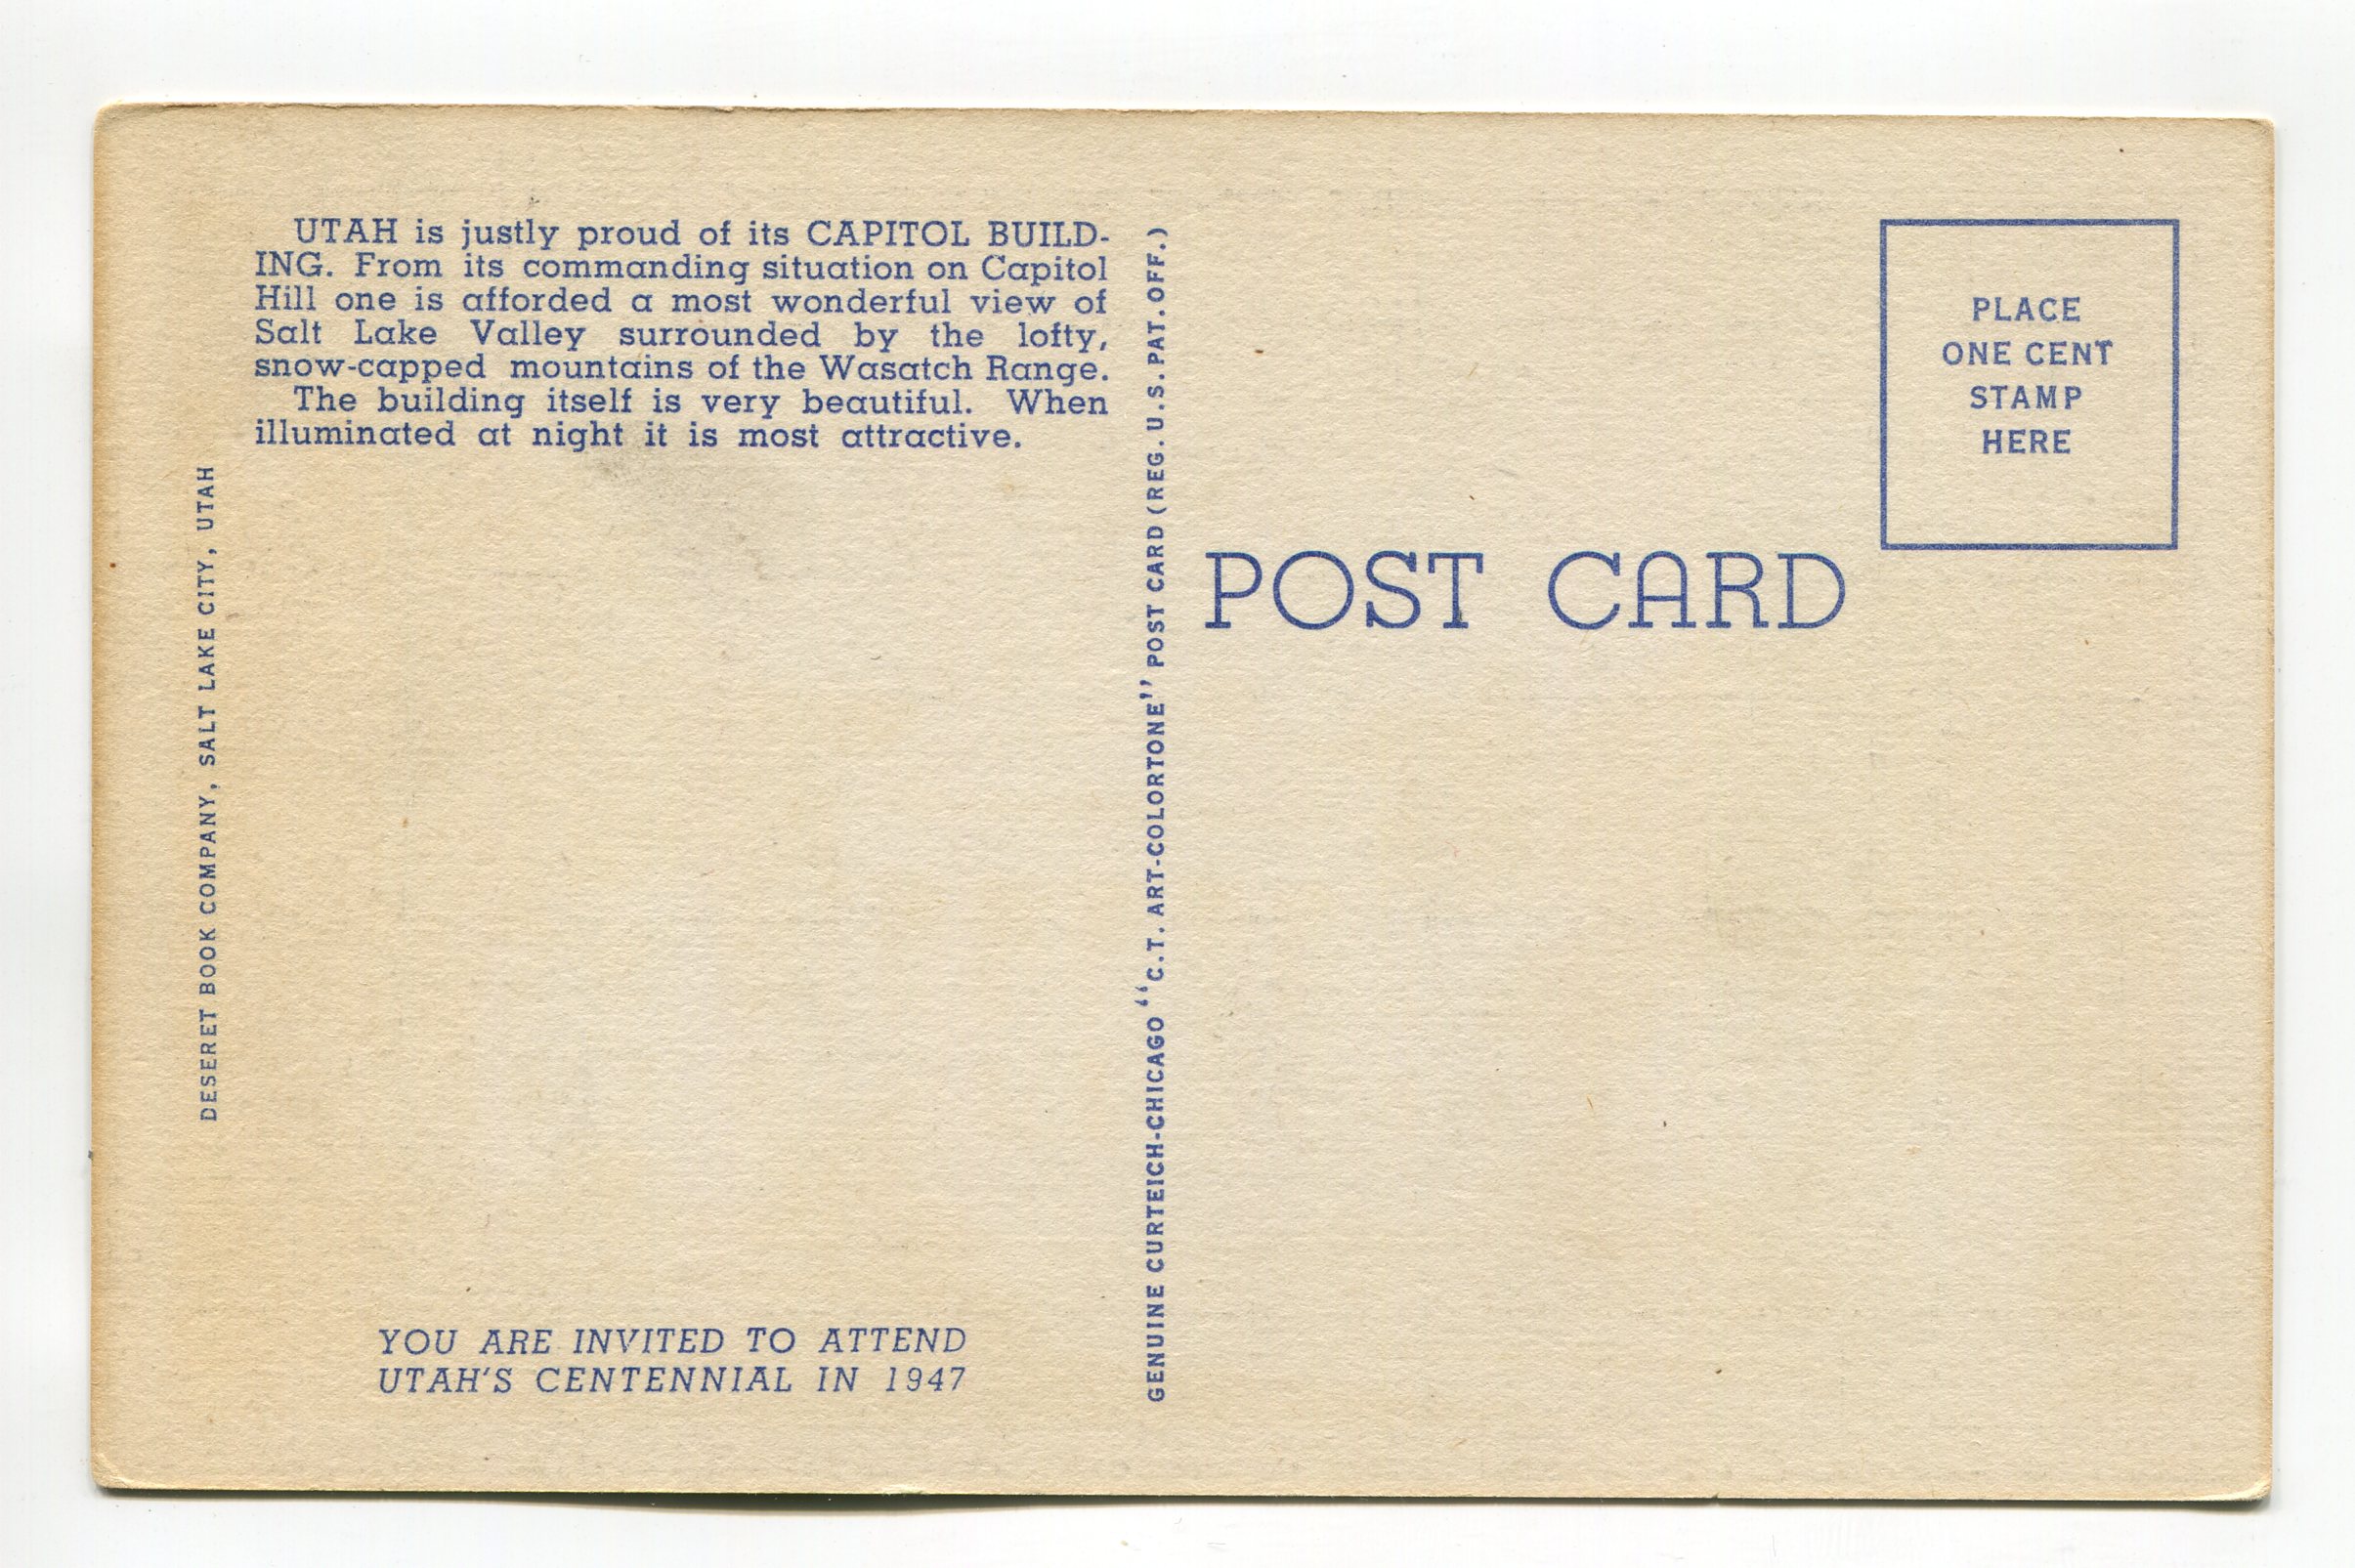 UTAH is justly proud of its CAPITOL BUILD-
ING. From its commanding situation on Capitol
Hill one is afforded a most wonderful view of
Salt Lake Valley surrounded by the lofty,
snow-capped mountains of the Wasatch Range.
The building itself is very beautiful. When
illuminated at night it is most attractive.
DESERET BOOK COMPANY, SALT LAKE CITY, UTAH
YOU ARE INVITED TO ATTEND
UTAH'S CENTENNIAL IN 1947
GENUINE CURTEICH-CHICAGO "C.T. ART-COLORTONE" POST CARD (REG. U.S. PAT. OFF.)
POST CARD
PLACE
ONE CENT
STAMP
HERE